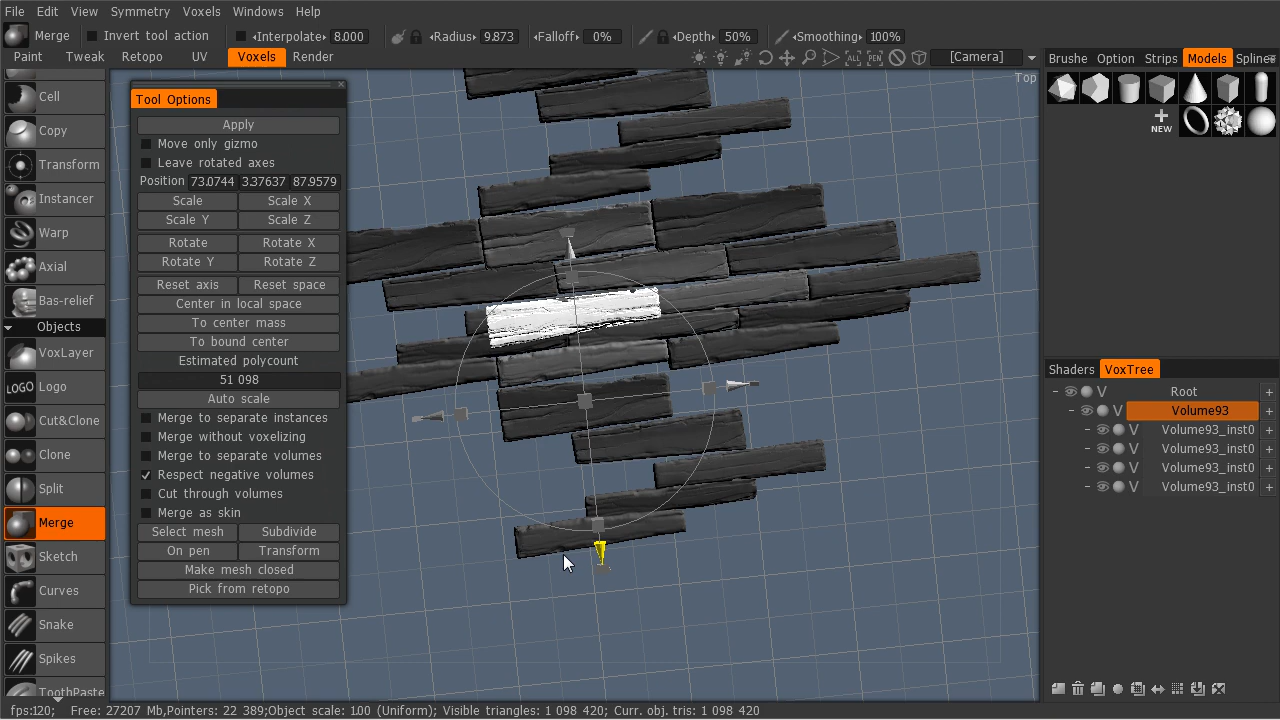 File Edit View Symmetry Voxels Windows Help
Merge Invert tool action Interpolate: 8.000 Radius: 9.873 Falloff: 0% Depth: 50% Smoothing: 100%
Paint Tweak Retopo UV Voxels Render ALL PEN [Camera]
Brushe Option Strips Models Spline
Top
Cell
Copy
Transform
Instancer
Warp
Axial
Bas-relief
Objects
VoxLayer
LOGO Logo
Cut&Clone
Clone
Split
Merge
Sketch
Curves
Snake
Spikes
ToothPaste
Tool Options
Apply
Move only gizmo
Leave rotated axes
Position 73.0744 3.37637 87.9579
Scale Scale X
Scale Y Scale Z
Rotate Rotate X
Rotate Y Rotate Z
Reset axis Reset space
Center in local space
To center mass
To bound center
Estimated polycount
51 098
Auto scale
Merge to separate instances
Merge without voxelizing
Merge to separate volumes
Respect negative volumes
Cut through volumes
Merge as skin
Select mesh Subdivide
On pen Transform
Make mesh closed
Pick from retopo
+
NEW
Shaders VoxTree
− V Root +
− V Volume93 +
− V Volume93_inst0 +
− V Volume93_inst0 +
− V Volume93_inst0 +
− V Volume93_inst0 +
fps:120; Free: 27207 Mb,Pointers: 22 389;Object scale: 1.00 (Uniform); Visible triangles: 1 098 420; Curr. obj. tris: 1 098 420